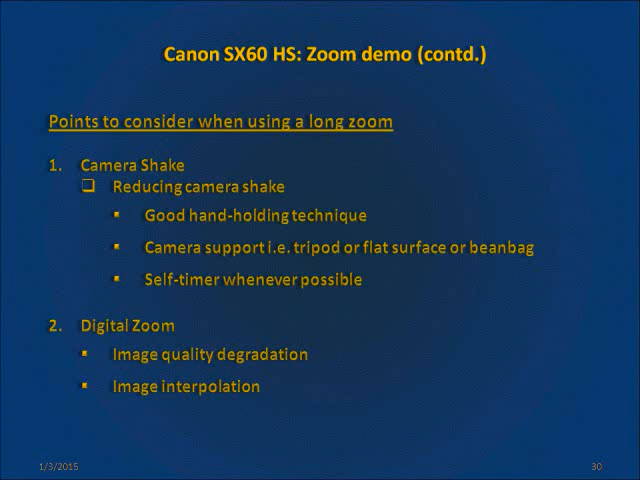 Canon SX60 HS: Zoom demo (contd.)
Points to consider when using a long zoom
1. Camera Shake
❑ Reducing camera shake
▪ Good hand-holding technique
▪ Camera support i.e. tripod or flat surface or beanbag
▪ Self-timer whenever possible
2. Digital Zoom
▪ Image quality degradation
▪ Image interpolation
1/3/2015
30